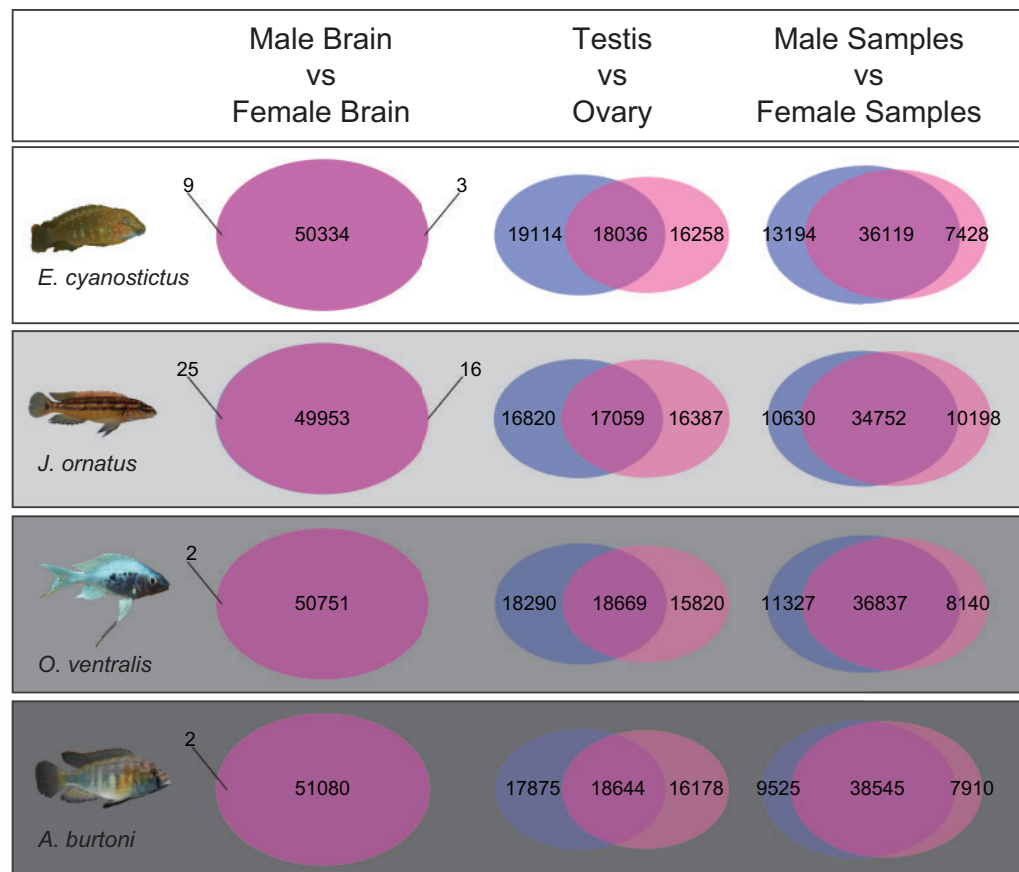 Male Brain
vs
Female Brain
Testis
vs
Ovary
Male Samples
vs
Female Samples
9
3
50334
19114 18036 16258
13194 36119 7428
E. cyanostictus
25
16
49953
16820 17059 16387
10630 34752 10198
J. ornatus
2
50751
18290 18669 15820
11327 36837 8140
O. ventralis
2
51080
17875 18644 16178
9525 38545 7910
A. burtoni